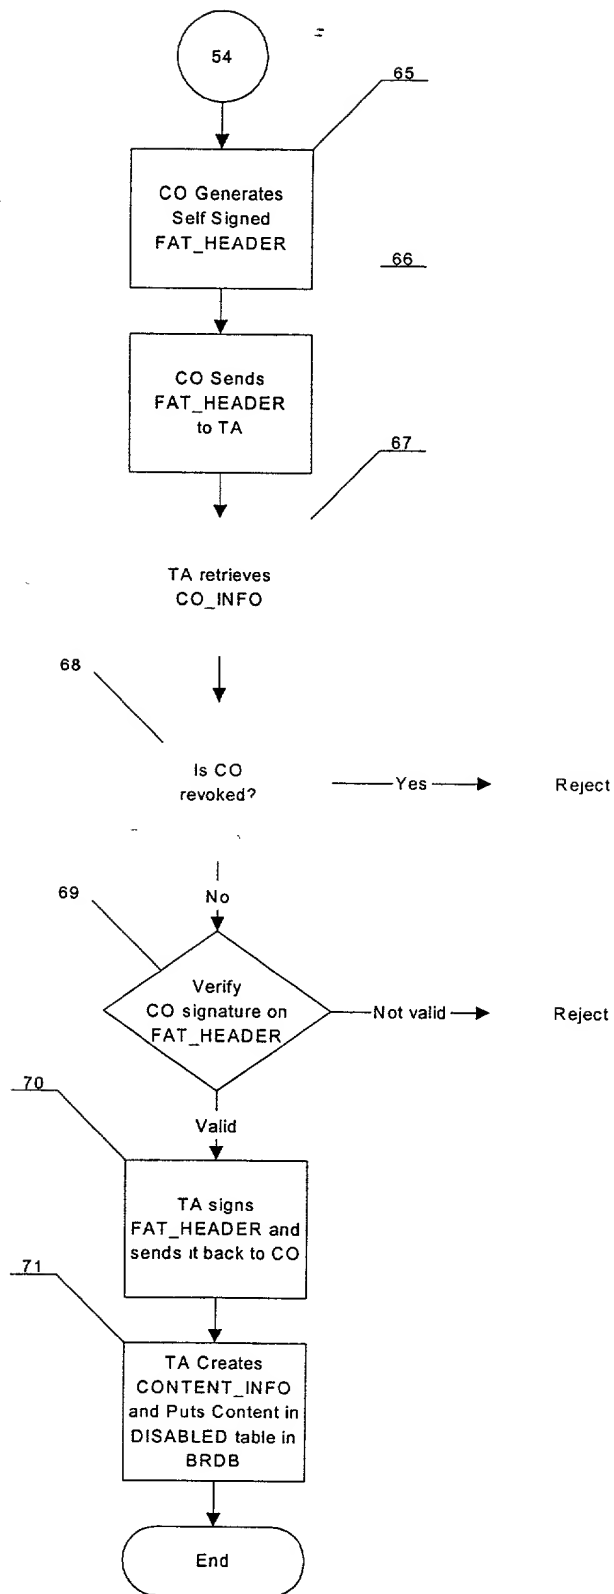 54
65
CO Generates
Self Signed
FAT_HEADER
66
CO Sends
FAT_HEADER
to TA
67
TA retrieves
CO_INFO
68
Is CO
revoked?
Yes
Reject
No
69
Verify
CO signature on
FAT_HEADER
Not valid
Reject
Valid
70
TA signs
FAT_HEADER and
sends it back to CO
71
TA Creates
CONTENT_INFO
and Puts Content in
DISABLED table in
BRDB
End